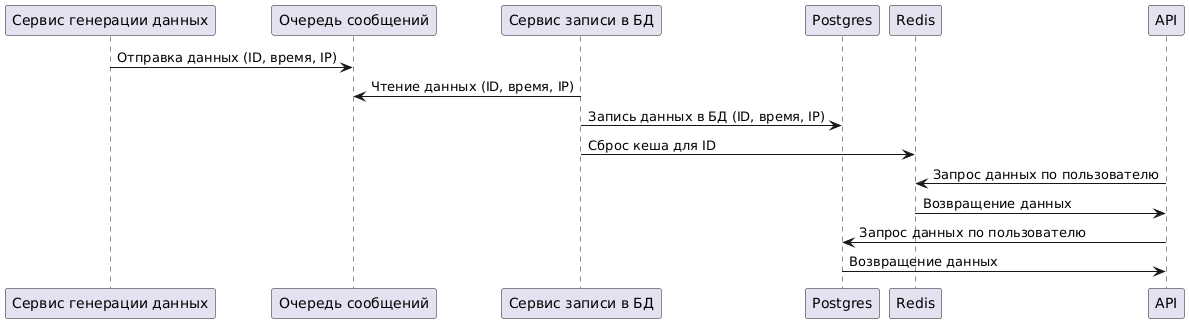 Сервис генерации данных
Очередь сообщений
Сервис записи в БД
Postgres
Redis
API
Отправка данных (ID, время, IP)
Чтение данных (ID, время, IP)
Запись данных в БД (ID, время, IP)
Сброс кеша для ID
Запрос данных по пользователю
Возвращение данных
Запрос данных по пользователю
Возвращение данных
Сервис генерации данных
Очередь сообщений
Сервис записи в БД
Postgres
Redis
API